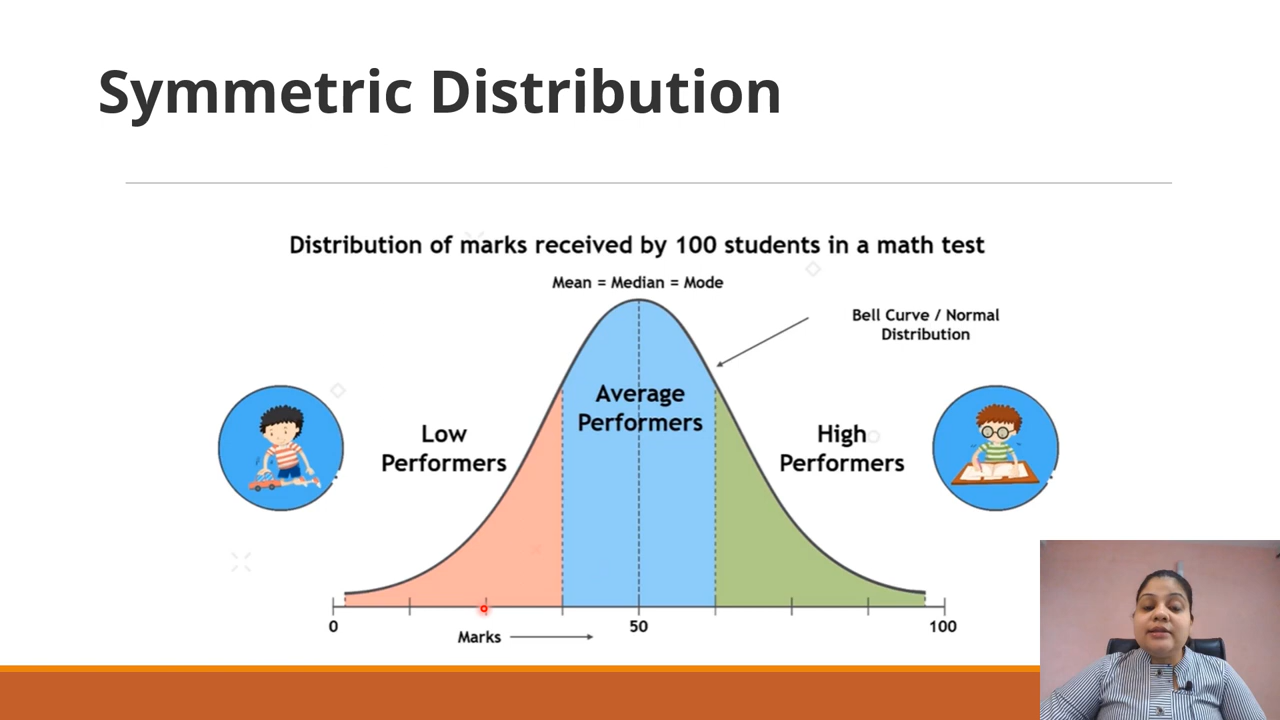 Symmetric Distribution
Distribution of marks received by 100 students in a math test
Mean = Median = Mode
Bell Curve / Normal
Distribution
Average
Performers
Low
Performers
High
Performers
0
50
100
Marks